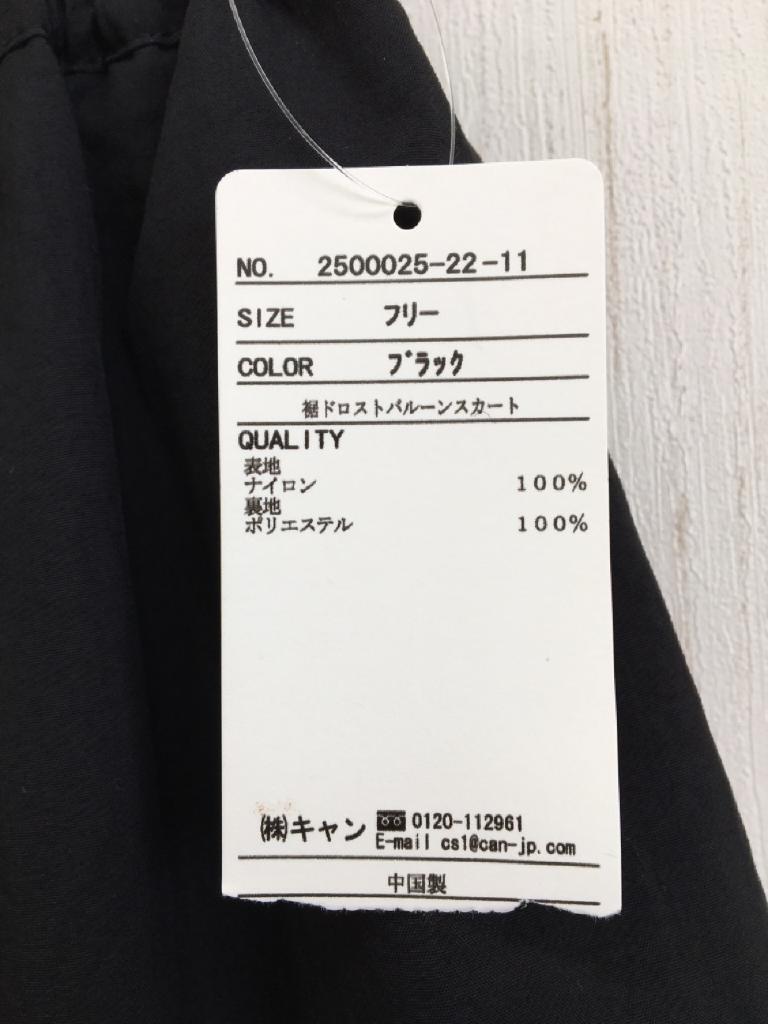 NO. 2500025-22-11
SIZE フリー
COLOR ブラック
裾ドロストバルーンスカート
QUALITY
表地
ナイロン 100%
裏地
ポリエステル 100%
㈱キャン 0120-112961
E-mail cs1@can-jp.com
中国製